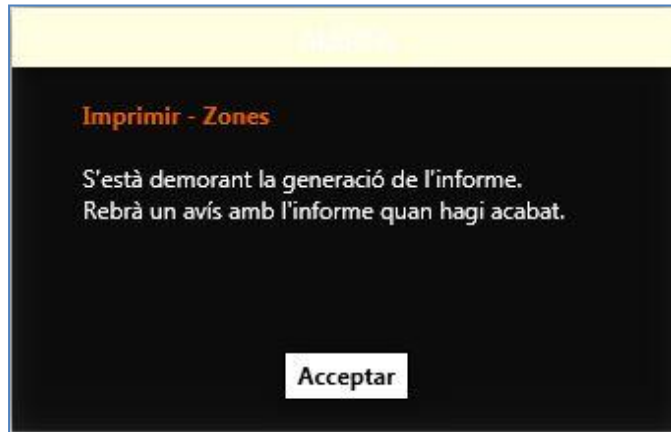 Imprimir - Zones
S'està demorant la generació de l'informe.
Rebrà un avís amb l'informe quan hagi acabat.
Acceptar